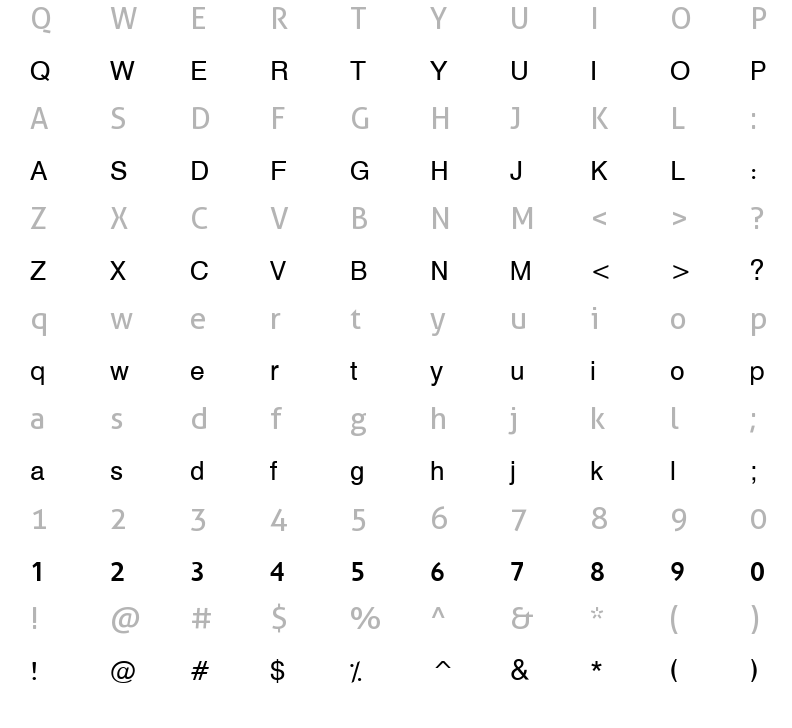 Q W E R T Y U I O P
Q W E R T Y U I O P
A S D F G H J K L :
A S D F G H J K L :
Z X C V B N M < > ?
Z X C V B N M < > ?
q w e r t y u i o p
q w e r t y u i o p
a s d f g h j k l ;
a s d f g h j k l ;
1 2 3 4 5 6 7 8 9 0
1 2 3 4 5 6 7 8 9 0
! @ # $ % ^ & * ( )
! @ # $ % ^ & * ( )